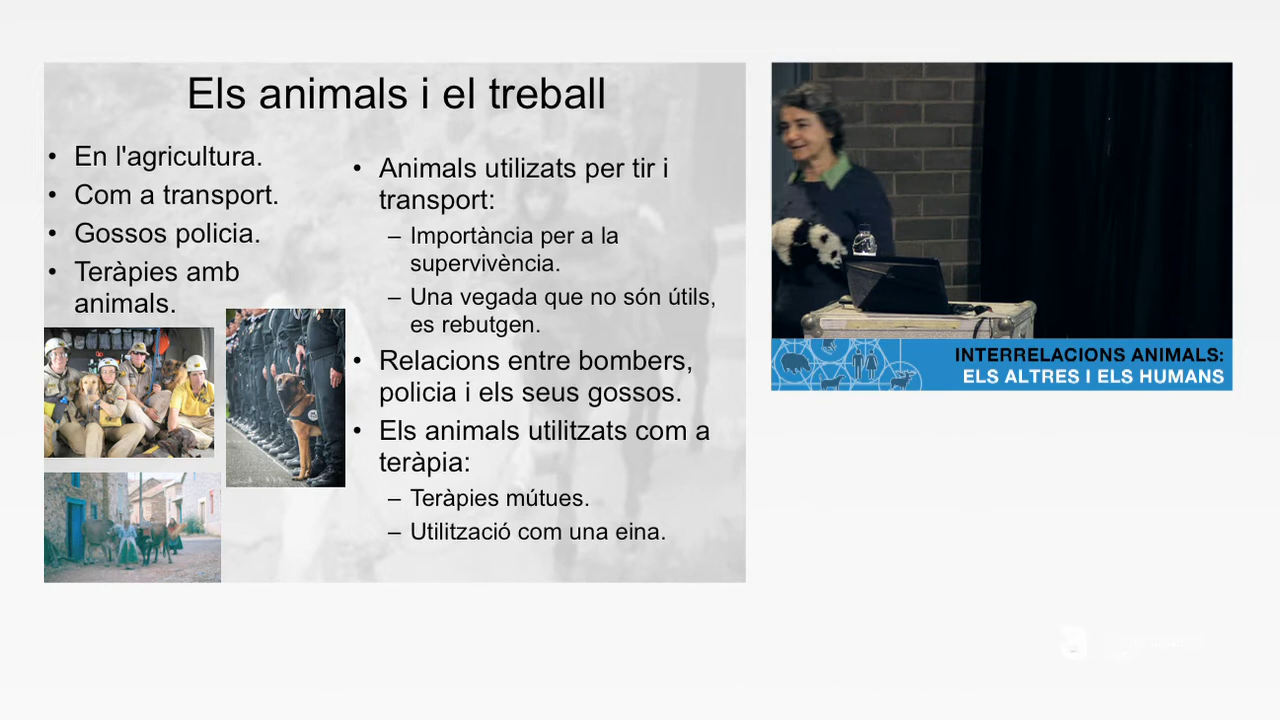 Els animals i el treball
• En l'agricultura.
• Com a transport.
• Gossos policia.
• Teràpies amb
animals.
• Animals utilizats per tir i
transport:
– Importància per a la
supervivència.
– Una vegada que no són útils,
es rebutgen.
• Relacions entre bombers,
policia i els seus gossos.
• Els animals utilitzats com a
teràpia:
– Teràpies mútues.
– Utilització com una eina.
INTERRELACIONS ANIMALS:
ELS ALTRES I ELS HUMANS